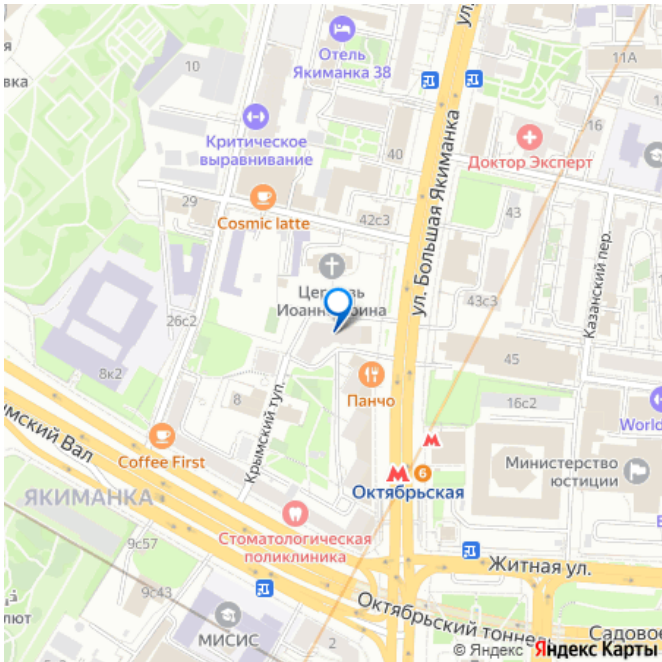 ул.
10
Отель
Якиманка 38
11А
вка
Критическое
выравнивание
16
40
Доктор Эксперт
ул. Большая Якиманка
29
Cosmic latte
42с3
43
Казанский пер.
26с2
43с3
8к2
45
Панчо
8
16с2
World
Крымский туп.
Coffee First
Министерство
юстиции
6
Октябрьская
ЯКИМАНКА
Стоматологическая
поликлиника
9с57
Житная ул.
9с43
лют
МИСИС
2
Октябрьский тоннель
Садовое
© Яндекс Яндекс Карты